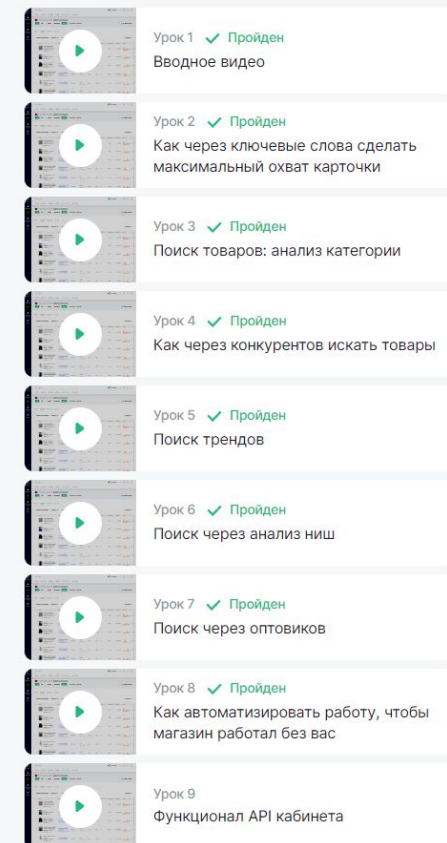 Урок 1 ✓ Пройден
Вводное видео
Урок 2 ✓ Пройден
Как через ключевые слова сделать
максимальный охват карточки
Урок 3 ✓ Пройден
Поиск товаров: анализ категории
Урок 4 ✓ Пройден
Как через конкурентов искать товары
Урок 5 ✓ Пройден
Поиск трендов
Урок 6 ✓ Пройден
Поиск через анализ ниш
Урок 7 ✓ Пройден
Поиск через оптовиков
Урок 8 ✓ Пройден
Как автоматизировать работу, чтобы
магазин работал без вас
Урок 9
Функционал API кабинета